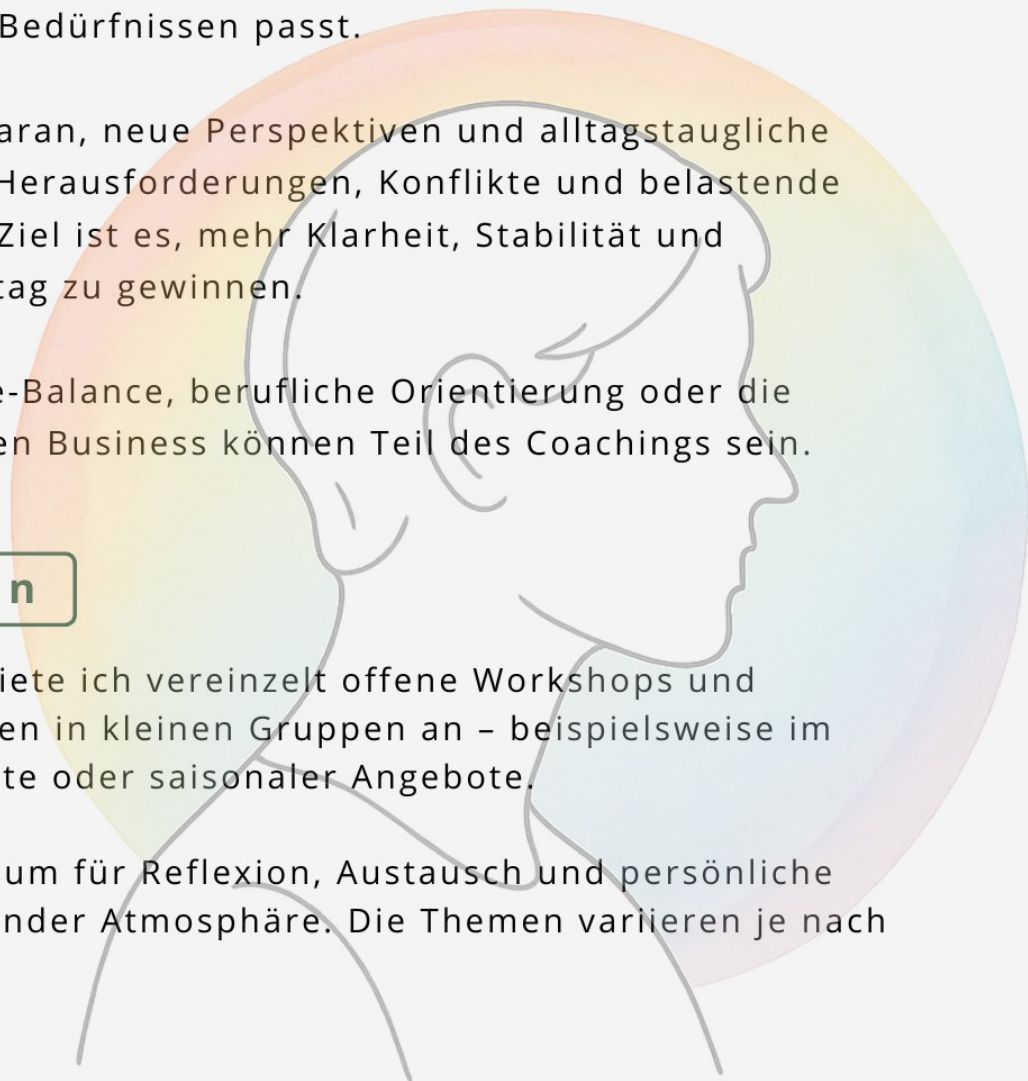 Bedürfnissen passt.
aran, neue Perspektiven und alltagstaugliche
Herausforderungen, Konflikte und belastende
Ziel ist es, mehr Klarheit, Stabilität und
tag zu gewinnen.
e-Balance, berufliche Orientierung oder die
en Business können Teil des Coachings sein.
n
iete ich vereinzelt offene Workshops und
en in kleinen Gruppen an – beispielsweise im
te oder saisonaler Angebote.
um für Reflexion, Austausch und persönliche
nder Atmosphäre. Die Themen variieren je nach